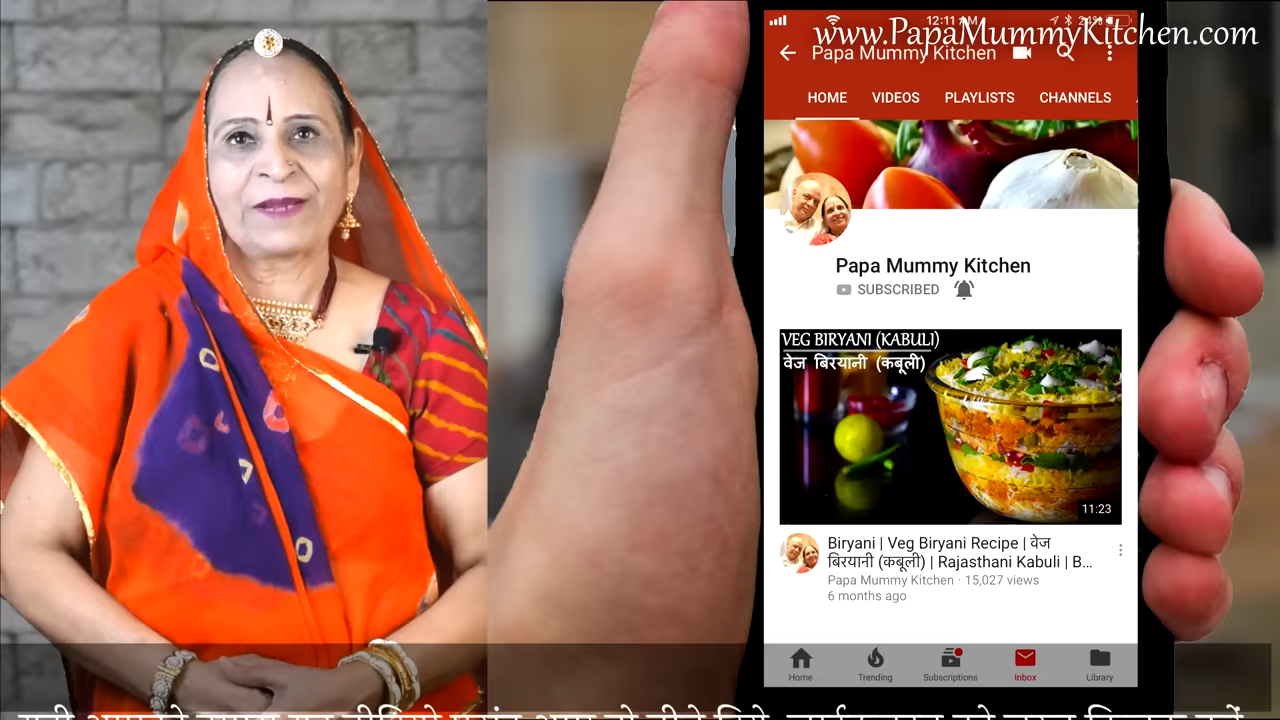 www.PapaMummyKitchen.com
12:11 AM
24%
Papa Mummy Kitchen
HOME VIDEOS PLAYLISTS CHANNELS
Papa Mummy Kitchen
SUBSCRIBED
VEG BIRYANI (KABULI)
वेज बिरयानी (कबूली)
11:23
Biryani | Veg Biryani Recipe | वेज
बिरयानी (कबूली) | Rajasthani Kabuli | B...
Papa Mummy Kitchen · 15,027 views
6 months ago
Home Trending Subscriptions Inbox Library